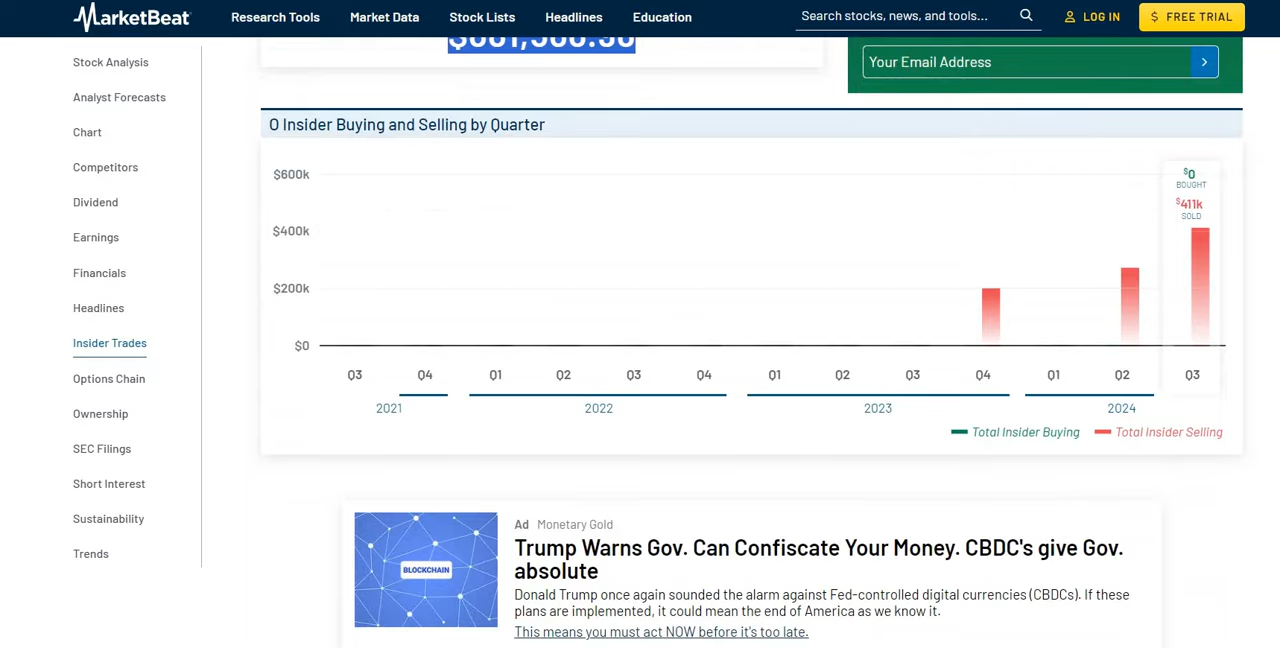 MarketBeat
Research Tools Market Data Stock Lists Headlines Education
Search stocks, news, and tools...
LOG IN
$ FREE TRIAL
Stock Analysis
Analyst Forecasts
Chart
Competitors
Dividend
Earnings
Financials
Headlines
Insider Trades
Options Chain
Ownership
SEC Filings
Short Interest
Sustainability
Trends
Your Email Address
O Insider Buying and Selling by Quarter
$600k
$400k
$200k
$0
$0
BOUGHT
$411k
SOLD
Q3 Q4 Q1 Q2 Q3 Q4 Q1 Q2 Q3 Q4 Q1 Q2 Q3
2021 2022 2023 2024
Total Insider Buying Total Insider Selling
BLOCKCHAIN
Ad Monetary Gold
Trump Warns Gov. Can Confiscate Your Money. CBDC's give Gov.
absolute
Donald Trump once again sounded the alarm against Fed-controlled digital currencies (CBDCs). If these
plans are implemented, it could mean the end of America as we know it.
This means you must act NOW before it's too late.